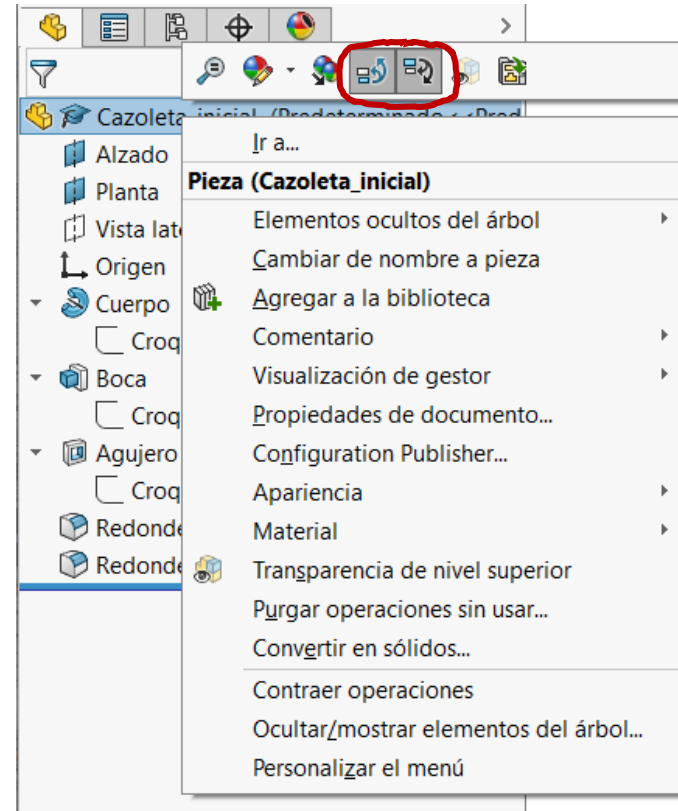 Cazoleta_inicial (Predeterminado<<Pred
Ir a...
Alzado
Pieza (Cazoleta_inicial)
Planta
Elementos ocultos del árbol
Vista late
Cambiar de nombre a pieza
Origen
Agregar a la biblioteca
Cuerpo
Comentario
Croq
Visualización de gestor
Boca
Propiedades de documento...
Croq
Configuration Publisher...
Agujero
Apariencia
Croq
Material
Redonde
Transparencia de nivel superior
Redonde
Purgar operaciones sin usar...
Convertir en sólidos...
Contraer operaciones
Ocultar/mostrar elementos del árbol...
Personalizar el menú